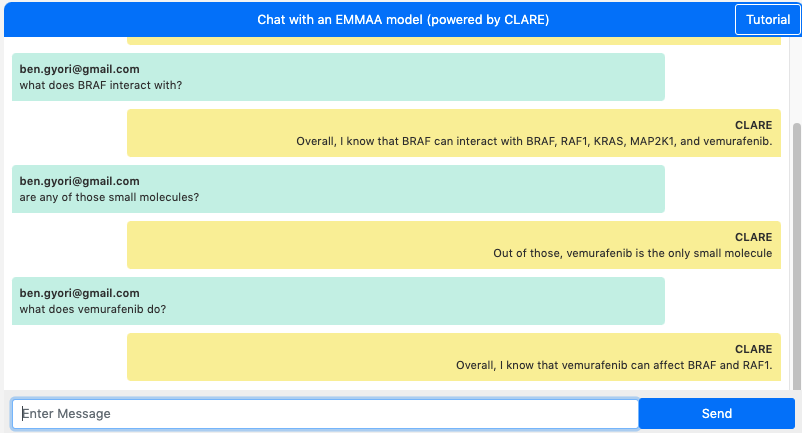 Chat with an EMMAA model (powered by CLARE)
Tutorial
ben.gyori@gmail.com
what does BRAF interact with?
CLARE
Overall, I know that BRAF can interact with BRAF, RAF1, KRAS, MAP2K1, and vemurafenib.
ben.gyori@gmail.com
are any of those small molecules?
CLARE
Out of those, vemurafenib is the only small molecule
ben.gyori@gmail.com
what does vemurafenib do?
CLARE
Overall, I know that vemurafenib can affect BRAF and RAF1.
Enter Message
Send